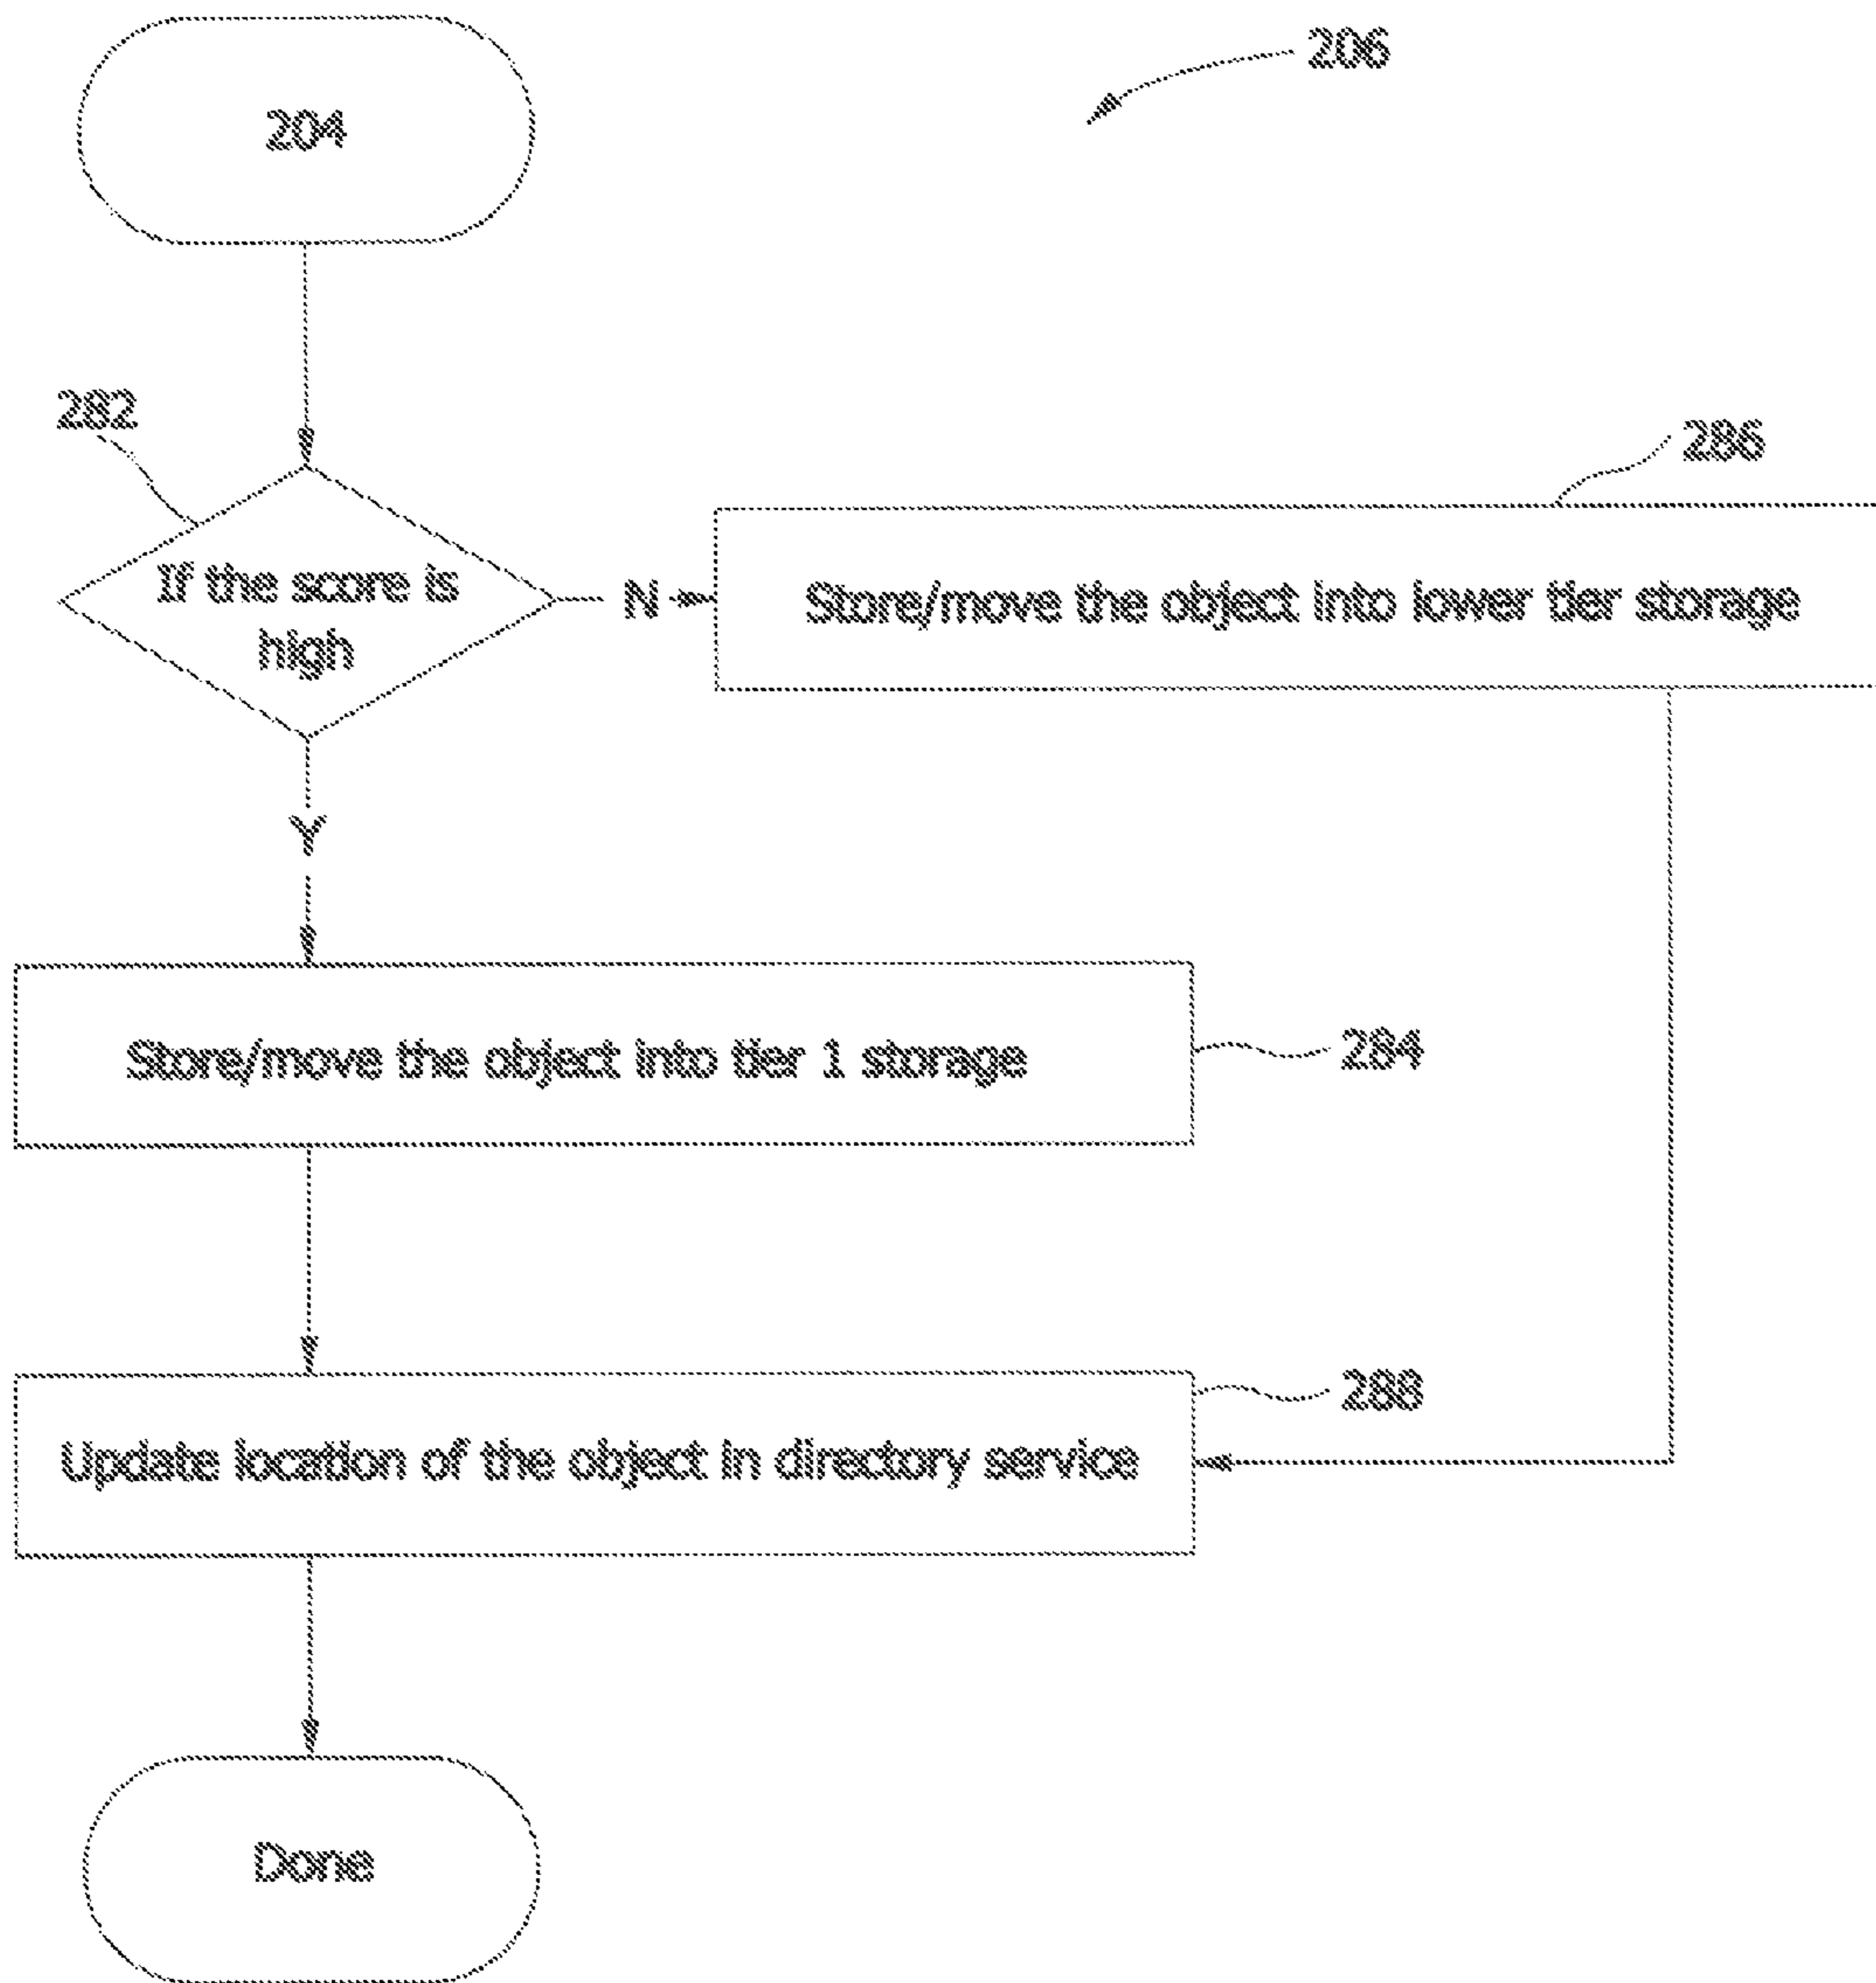 206
204
282
286
If the score is
high
N
Store/move the object into lower tier storage
Y
Store/move the object into tier 1 storage
284
288
Update location of the object in directory service
Done